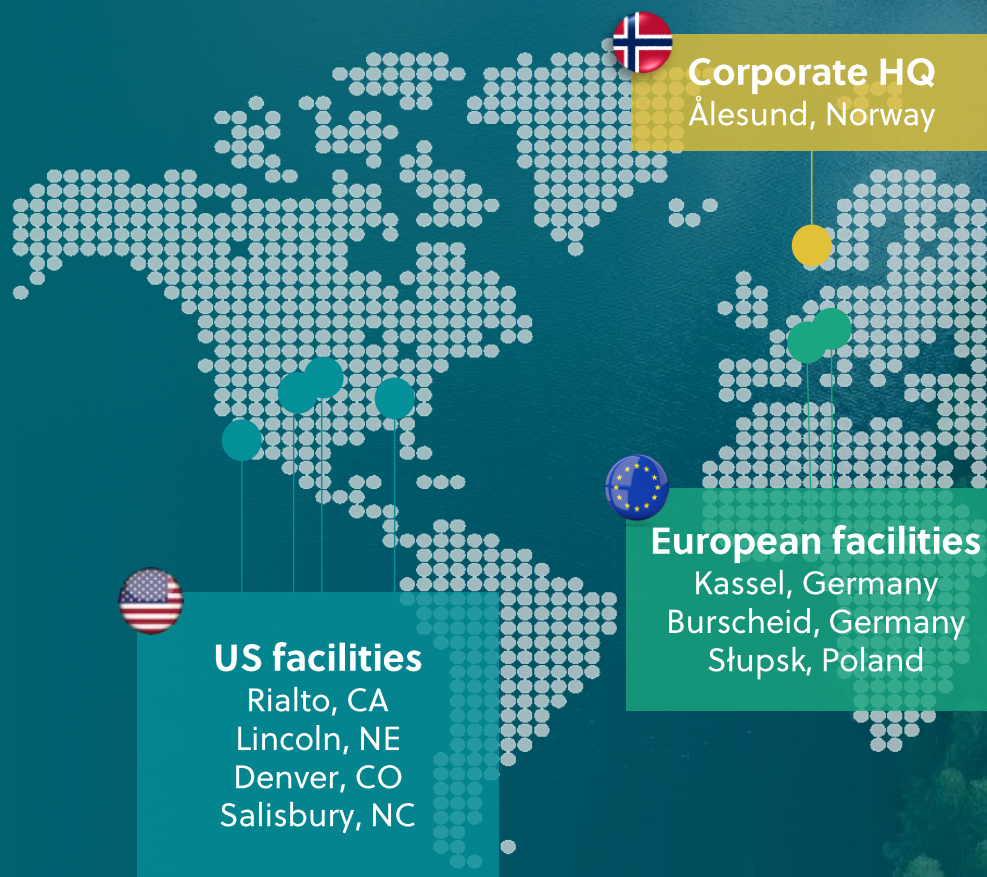 Corporate HQ
Ålesund, Norway
European facilities
Kassel, Germany
Burscheid, Germany
Słupsk, Poland
US facilities
Rialto, CA
Lincoln, NE
Denver, CO
Salisbury, NC